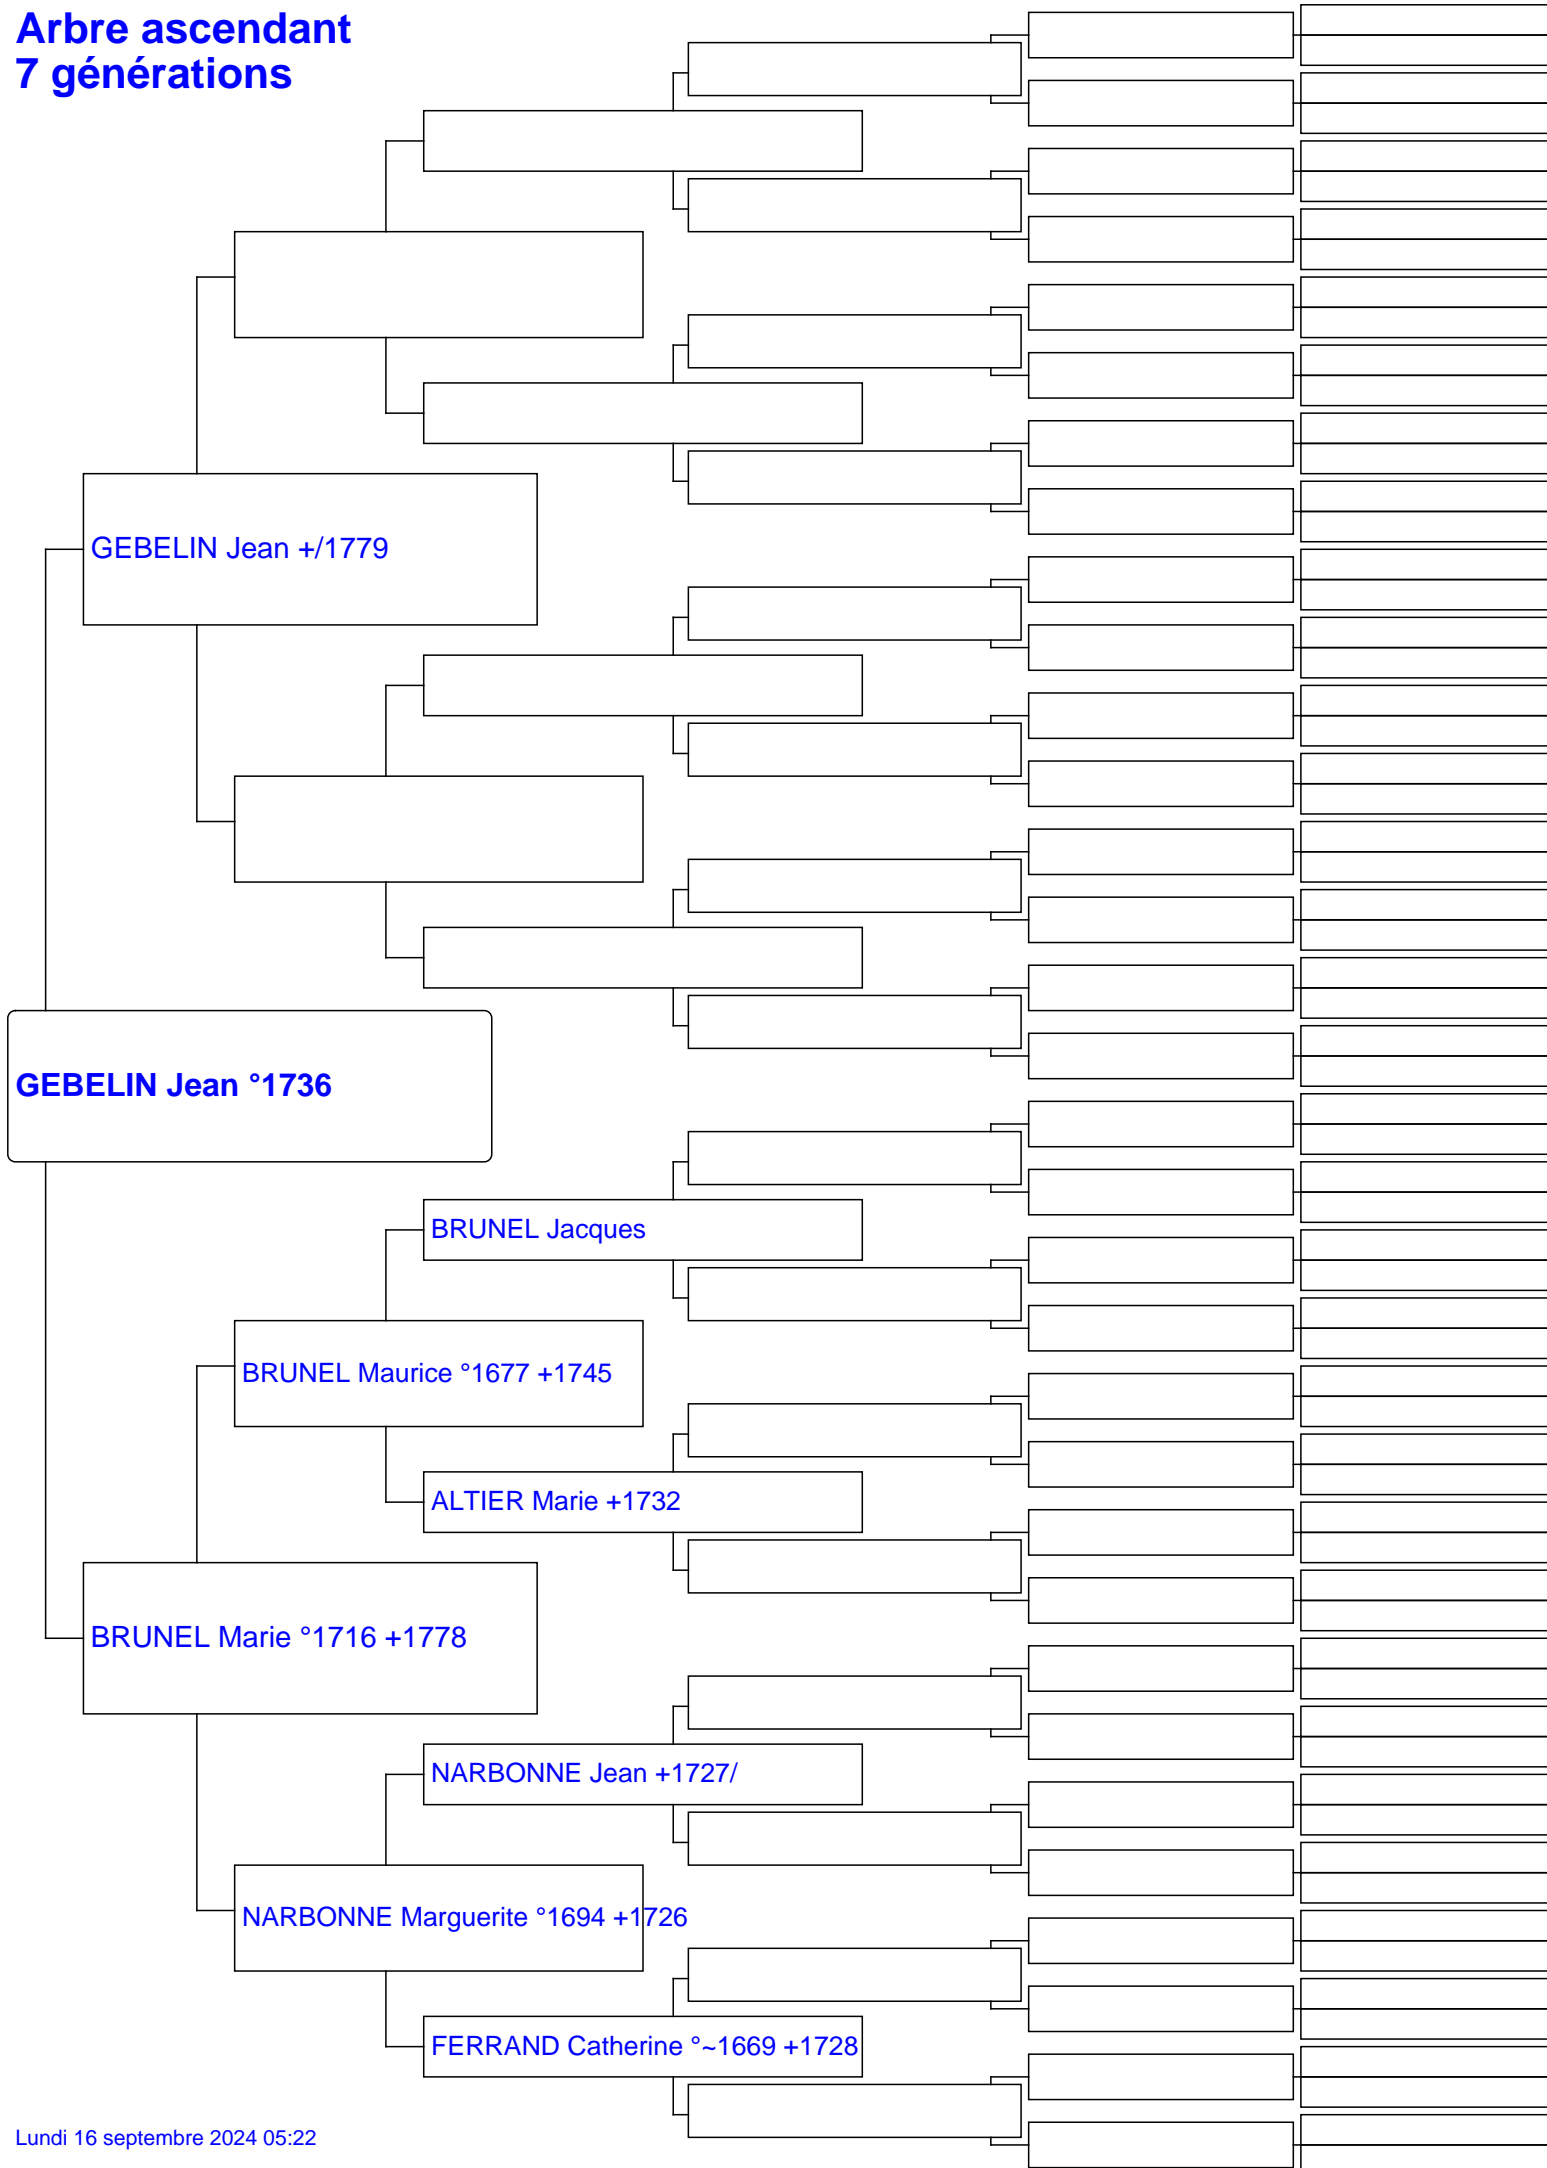 Arbre ascendant
7 générations
GEBELIN Jean +/1779
GEBELIN Jean °1736
BRUNEL Jacques
BRUNEL Maurice °1677 +1745
ALTIER Marie +1732
BRUNEL Marie °1716 +1778
NARBONNE Jean +1727/
NARBONNE Marguerite °1694 +1726
FERRAND Catherine °~1669 +1728
Lundi 16 septembre 2024 05:22